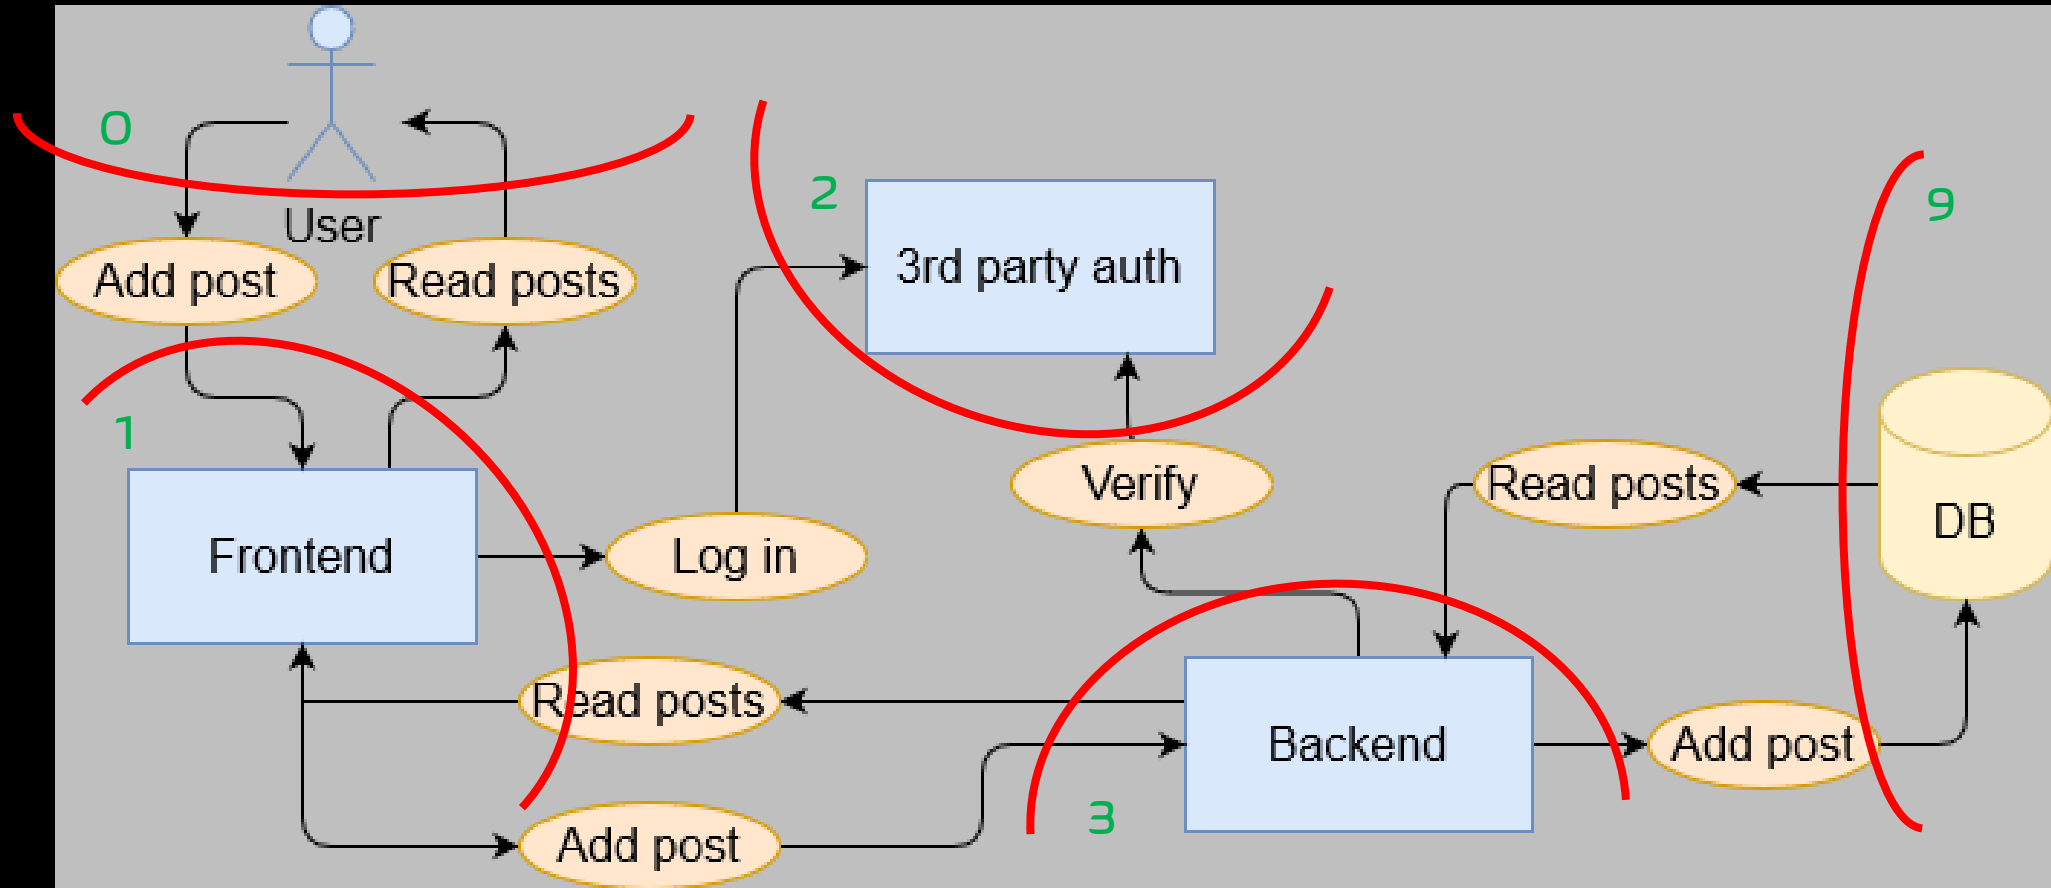 0
User
Add post
Read posts
2
3rd party auth
9
1
Frontend
Log in
Verify
Read posts
DB
Read posts
Backend
Add post
3
Add post